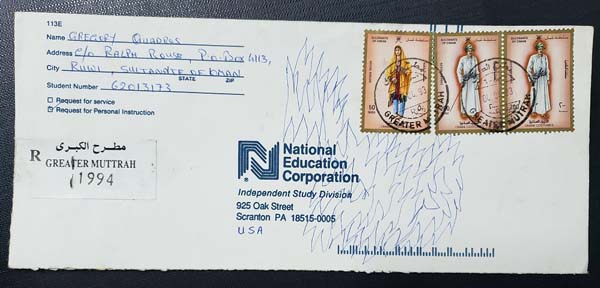 113E
Name GREGORY QUADROS
Address C/O RALPH ROUSE, P.O. BOX 4113,
City RUWI, SULTANATE OF OMAN
STATE ZIP
Student Number 62013173
Request for service
Request for Personal Instruction
مطرح الكبرى
R GREATER MUTTRAH
1994
SULTANATE OF OMAN
SULTANATE OF OMAN
SULTANATE OF OMAN
50
GREATER MUTTRAH
GREATER MUTTRAH
National
Education
Corporation
Independent Study Division
925 Oak Street
Scranton PA 18515-0005
USA